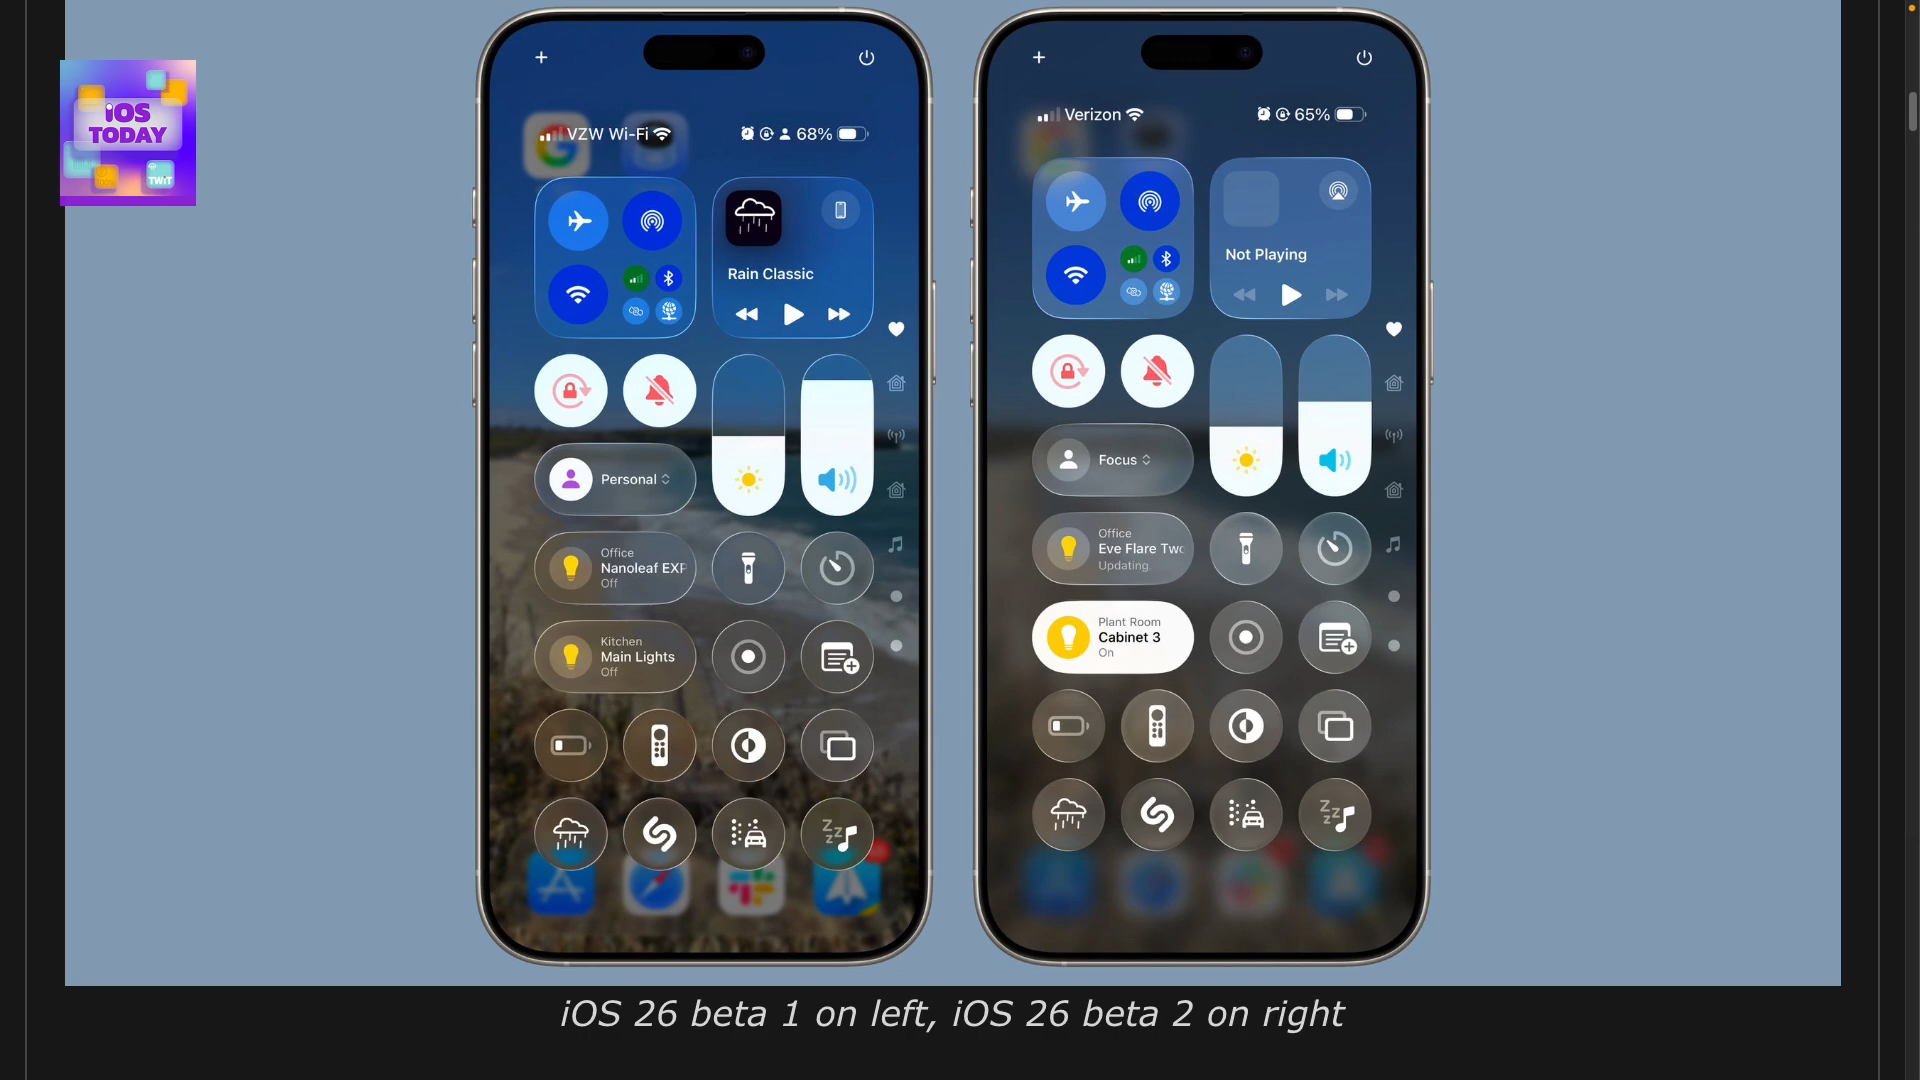 iOS
TODAY
TWiT
VZW Wi-Fi
68%
Rain Classic
Personal
Office
Nanoleaf EXP
Off
Kitchen
Main Lights
Off
Verizon
65%
Not Playing
Focus
Office
Eve Flare Two
Updating
Plant Room
Cabinet 3
On
iOS 26 beta 1 on left, iOS 26 beta 2 on right